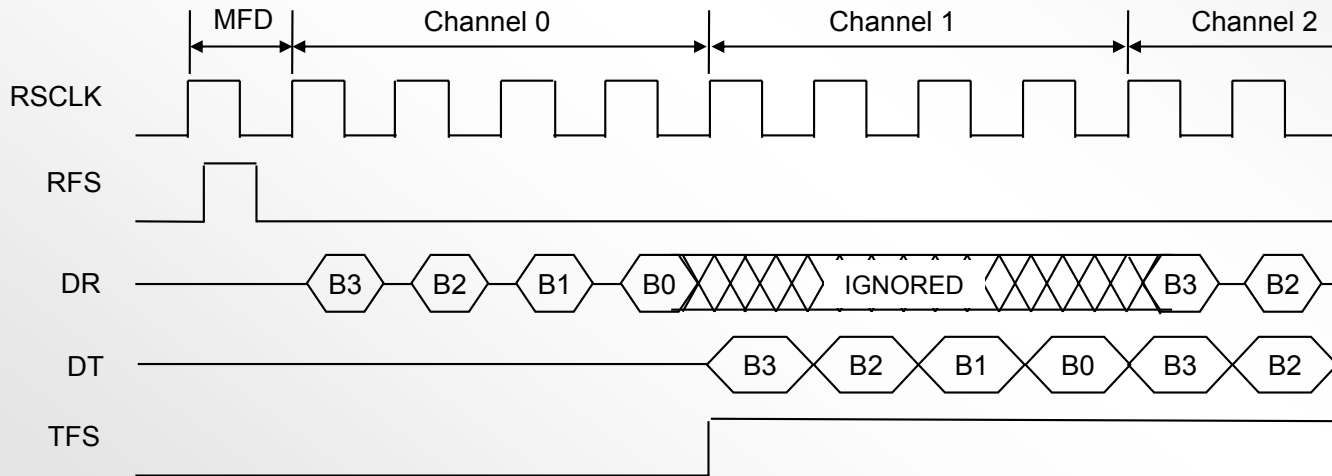 MFD Channel 0 Channel 1 Channel 2
RSCLK
RFS
DR B3 B2 B1 B0 IGNORED B3 B2
DT B3 B2 B1 B0 B3 B2
TFS